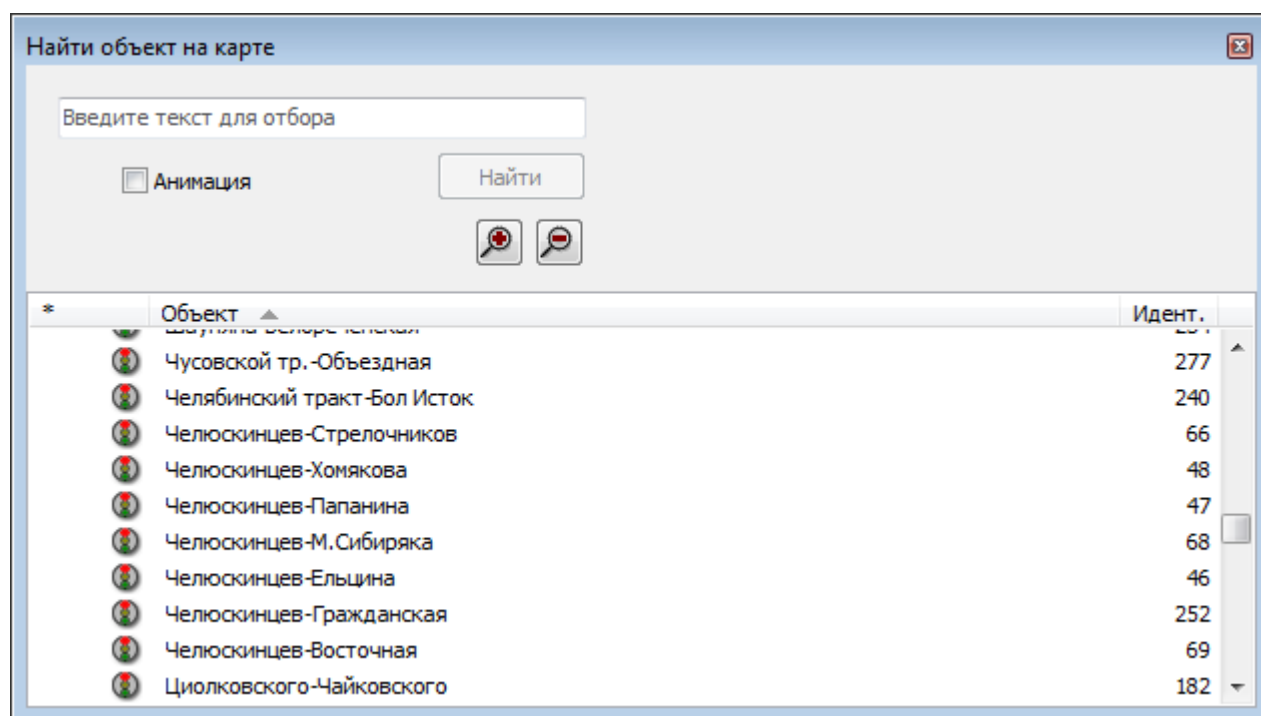 Найти объект на карте
Введите текст для отбора
Анимация
Найти
* Объект Идент.
Чусовской тр.-Объездная 277
Челябинский тракт-Бол Исток 240
Челюскинцев-Стрелочников 66
Челюскинцев-Хомякова 48
Челюскинцев-Папанина 47
Челюскинцев-М.Сибиряка 68
Челюскинцев-Ельцина 46
Челюскинцев-Гражданская 252
Челюскинцев-Восточная 69
Циолковского-Чайковского 182